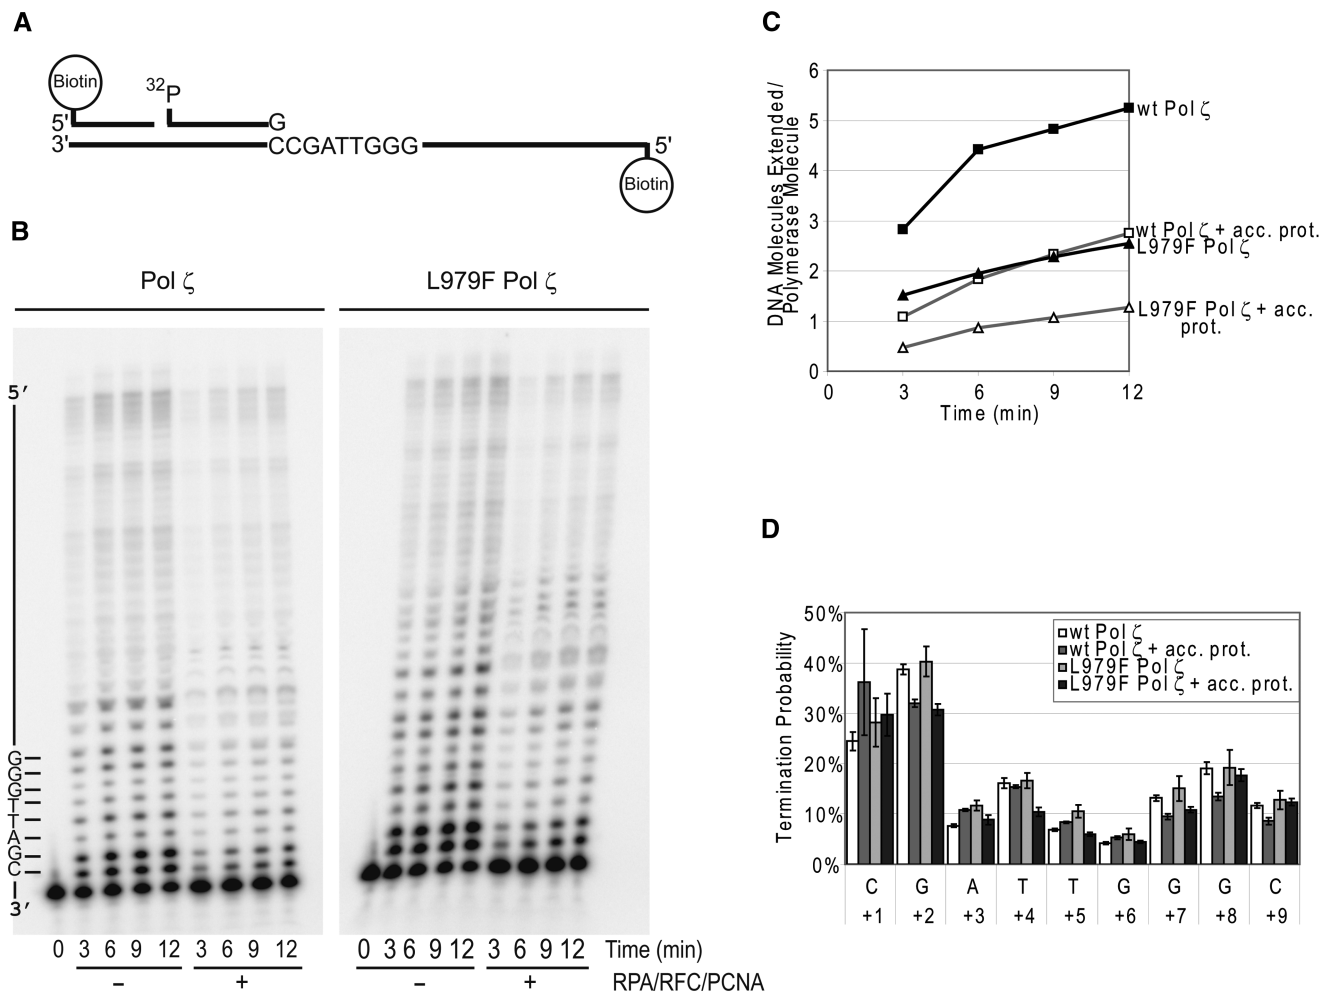 A
Biotin
32P
5'
G
3'
CCGATTGGG
5'
Biotin
B
Pol ζ
L979F Pol ζ
5′
G
G
G
T
T
A
G
C
3′
0 3 6 9 12 3 6 9 12
0 3 6 9 12 3 6 9 12 Time (min)
– +
– + RPA/RFC/PCNA
C
DNA Molecules Extended/
Polymerase Molecule
6
5
4
3
2
1
0
wt Pol ζ
wt Pol ζ + acc. prot.
L979F Pol ζ
L979F Pol ζ + acc.
prot.
0 3 6 9 12
Time (min)
D
Termination Probability
50%
40%
30%
20%
10%
0%
wt Pol ζ
wt Pol ζ + acc. prot.
L979F Pol ζ
L979F Pol ζ + acc. prot.
C G A T T G G G C
+1 +2 +3 +4 +5 +6 +7 +8 +9